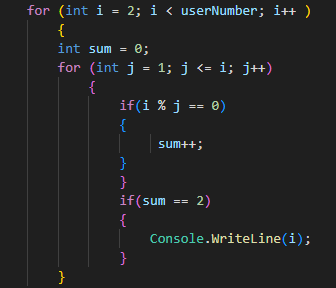 for (int i = 2; i < userNumber; i++ )
{
int sum = 0;
for (int j = 1; j <= i; j++)
{
if(i % j == 0)
{
sum++;
}
}
if(sum == 2)
{
Console.WriteLine(i);
}
}